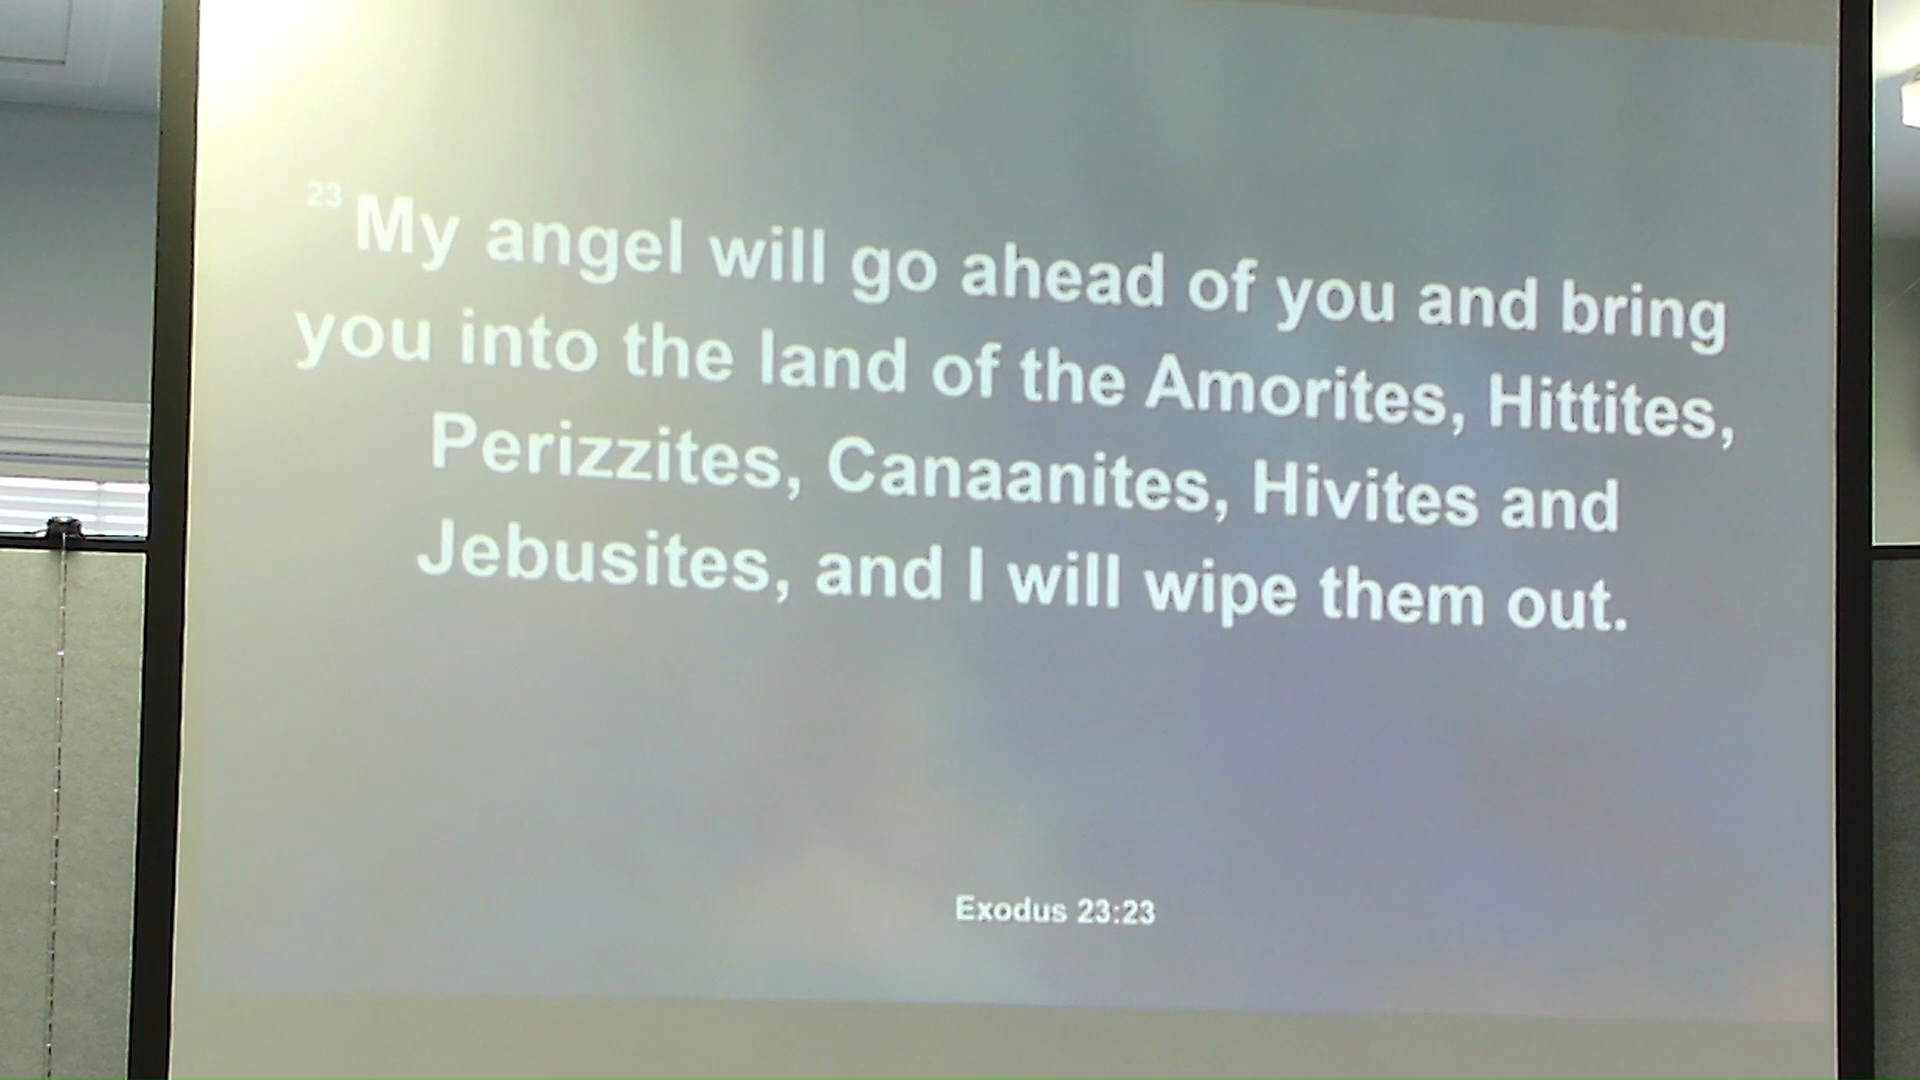 23 My angel will go ahead of you and bring
you into the land of the Amorites, Hittites,
Perizzites, Canaanites, Hivites and
Jebusites, and I will wipe them out.
Exodus 23:23